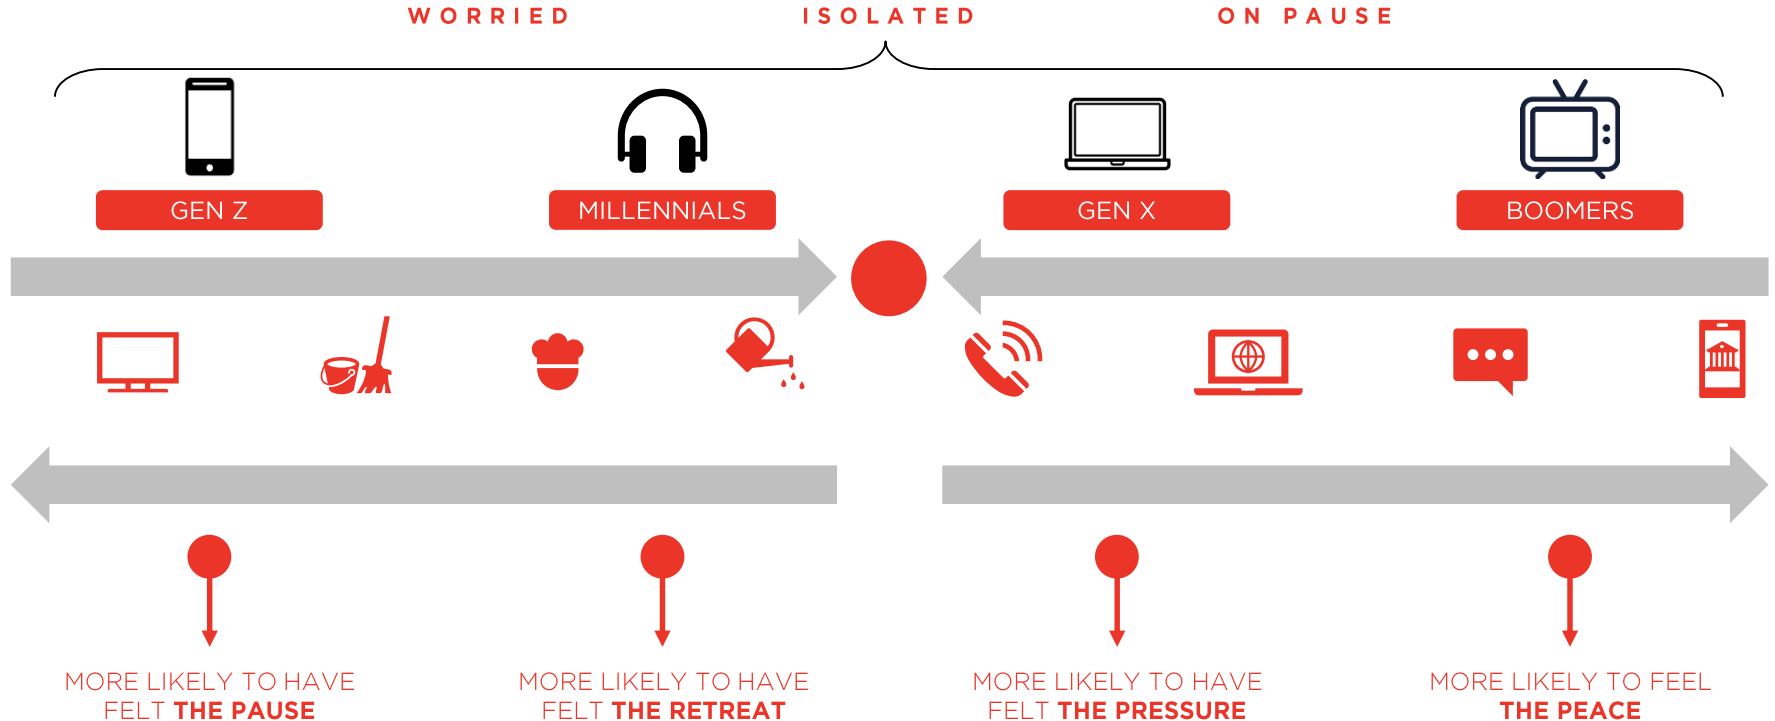 WORRIED ISOLATED ON PAUSE
GEN Z MILLENNIALS GEN X BOOMERS
MORE LIKELY TO HAVE
FELT THE PAUSE
MORE LIKELY TO HAVE
FELT THE RETREAT
MORE LIKELY TO HAVE
FELT THE PRESSURE
MORE LIKELY TO FEEL
THE PEACE